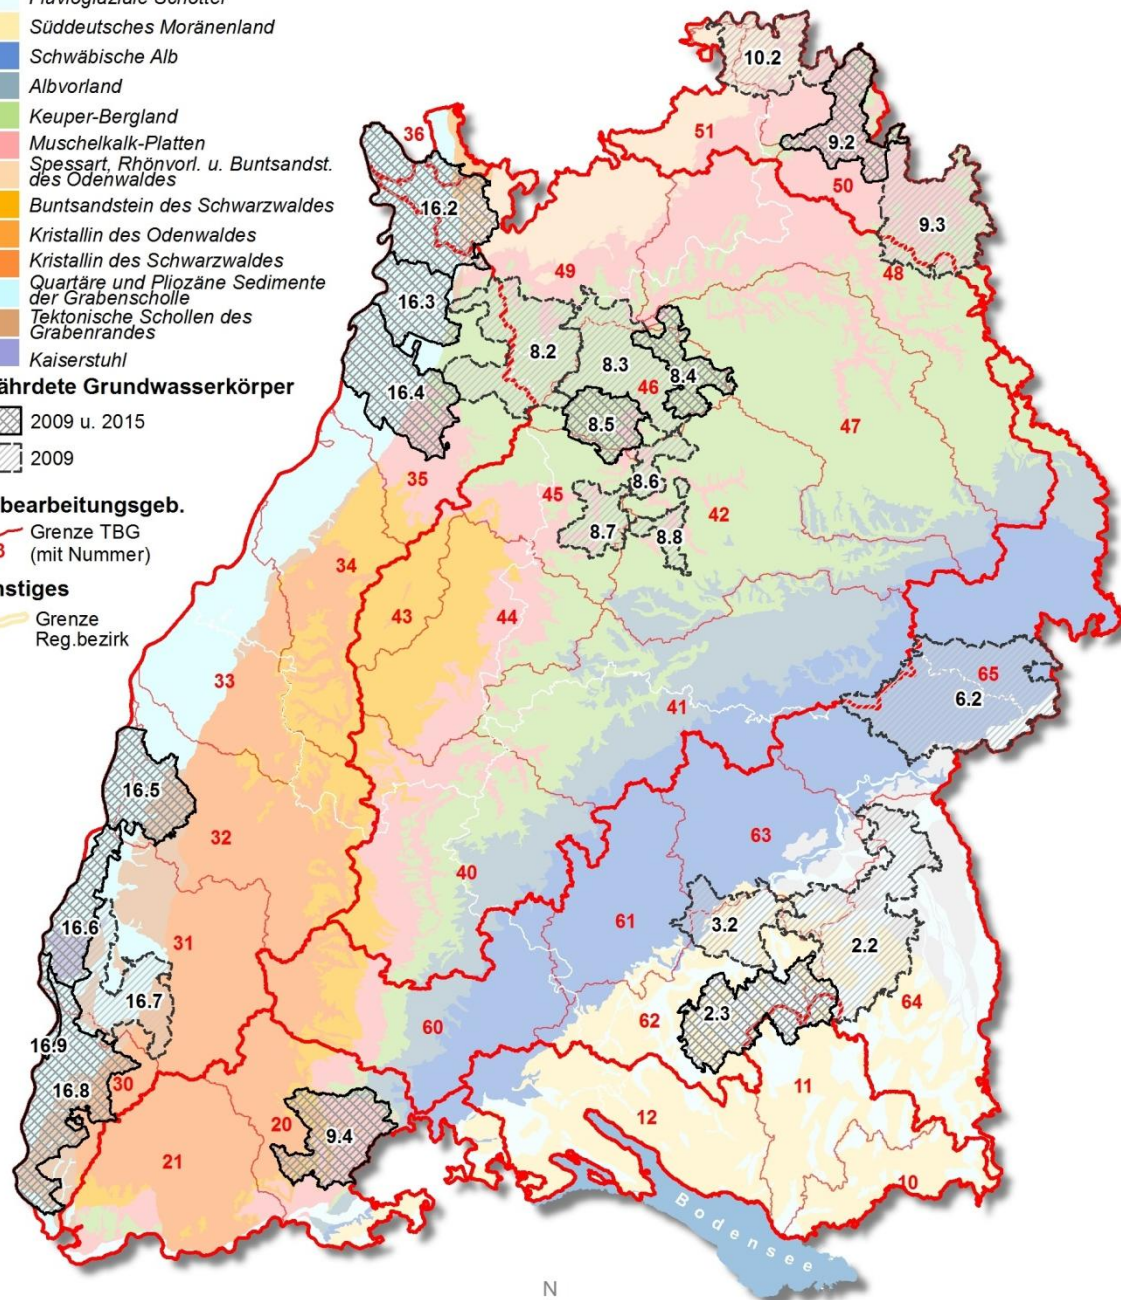 Süddeutsches Moränenland
Schwäbische Alb
Albvorland
Keuper-Bergland
Muschelkalk-Platten
Spessart, Rhönvorl. u. Buntsandst.
des Odenwaldes
Buntsandstein des Schwarzwaldes
Kristallin des Odenwaldes
Kristallin des Schwarzwaldes
Quartäre und Pliozäne Sedimente
der Grabenscholle
Tektonische Schollen des
Grabenrandes
Kaiserstuhl
ährdete Grundwasserkörper
2009 u. 2015
2009
bearbeitungsgeb.
Grenze TBG
(mit Nummer)
nstiges
Grenze
Reg.bezirk
10.2
51
36
9.2
50
16.2
9.3
49
48
16.3
8.2
8.3
8.4
46
16.4
8.5
47
35
8.6
45
42
8.7
8.8
34
43
44
33
65
6.2
41
16.5
32
63
40
16.6
61
3.2
31
2.2
16.7
64
2.3
62
60
16.9
30
16.8
11
12
20
9.4
21
10
Bodensee
N